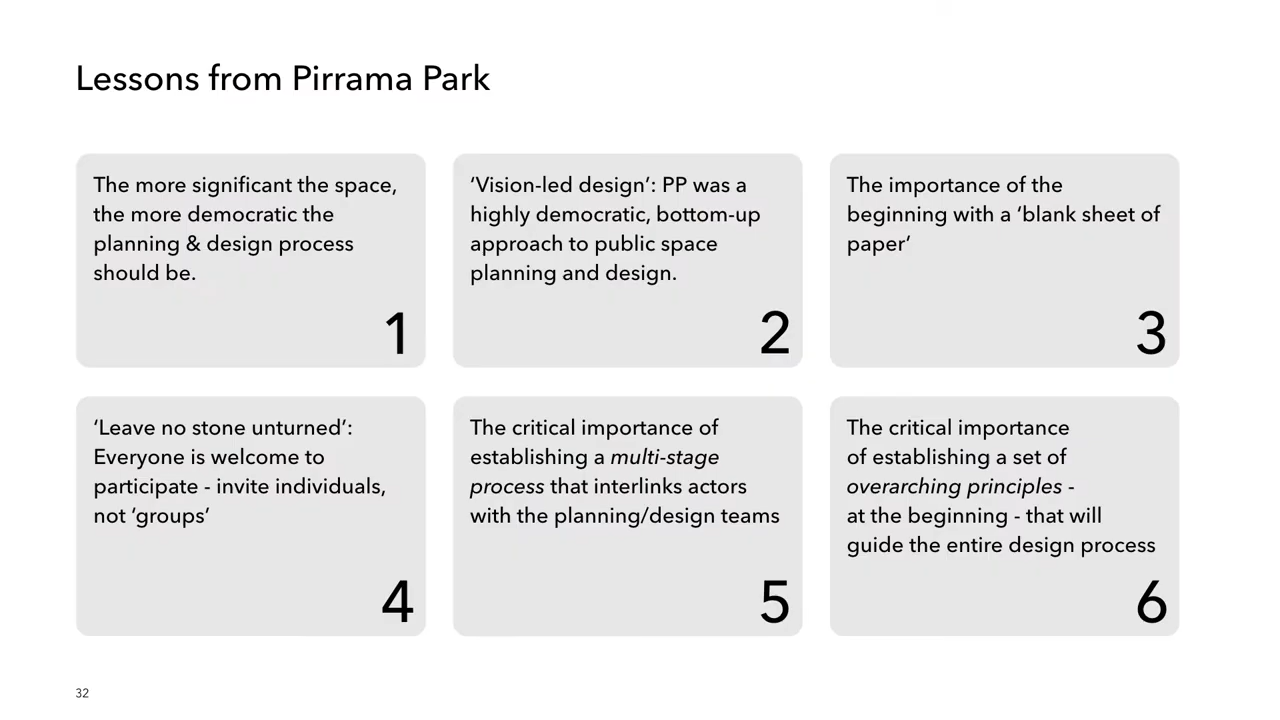 Lessons from Pirrama Park
The more significant the space,
the more democratic the
planning & design process
should be.
1
‘Vision-led design’: PP was a
highly democratic, bottom-up
approach to public space
planning and design.
2
The importance of the
beginning with a ‘blank sheet of
paper’
3
‘Leave no stone unturned’:
Everyone is welcome to
participate - invite individuals,
not ‘groups’
4
The critical importance of
establishing a multi-stage
process that interlinks actors
with the planning/design teams
5
The critical importance
of establishing a set of
overarching principles -
at the beginning - that will
guide the entire design process
6
32